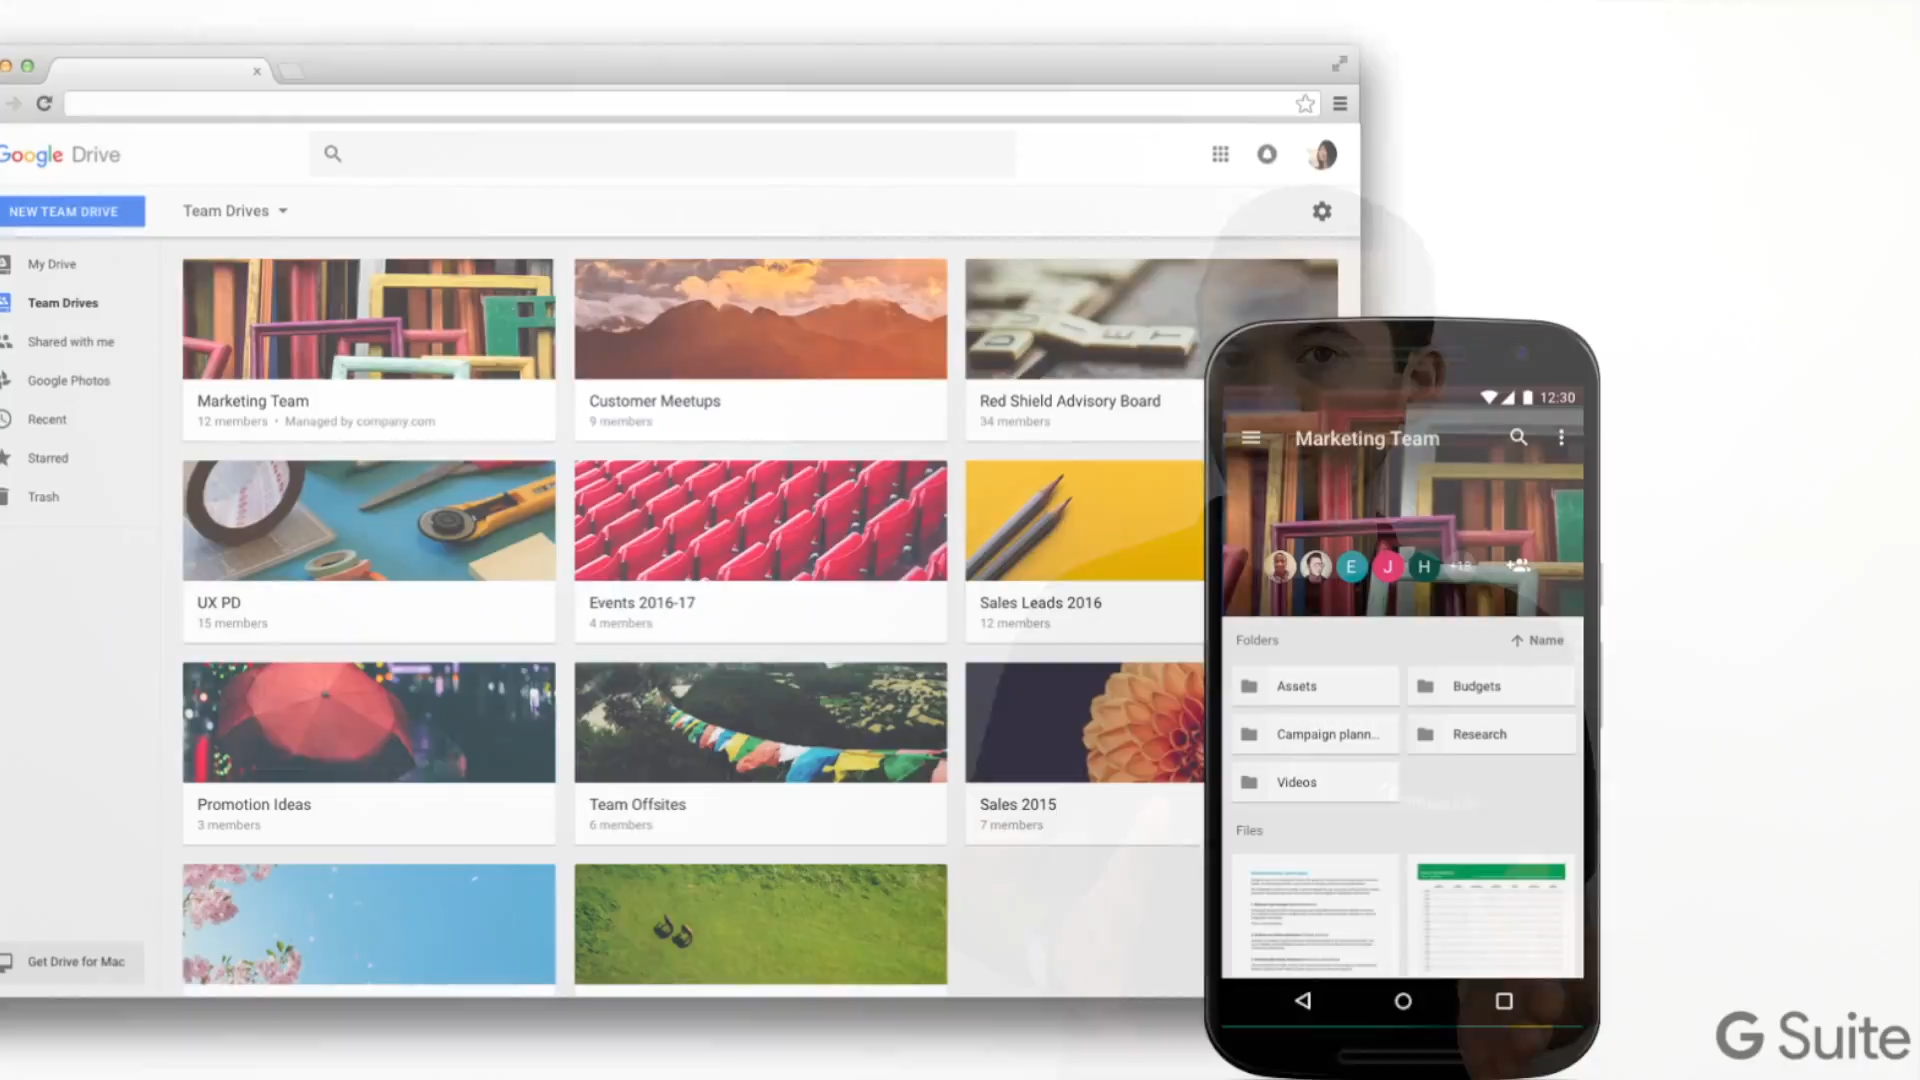 Google Drive
NEW TEAM DRIVE
Team Drives
My Drive
Team Drives
Shared with me
Google Photos
Recent
Starred
Trash
Get Drive for Mac
Marketing Team
12 members • Managed by company.com
Customer Meetups
9 members
Red Shield Advisory Board
34 members
UX PD
15 members
Events 2016-17
4 members
Sales Leads 2016
12 members
Promotion Ideas
3 members
Team Offsites
6 members
Sales 2015
7 members
12:30
Marketing Team
E J H +18
Folders
Name
Assets
Budgets
Campaign plann...
Research
Videos
Files
G Suite